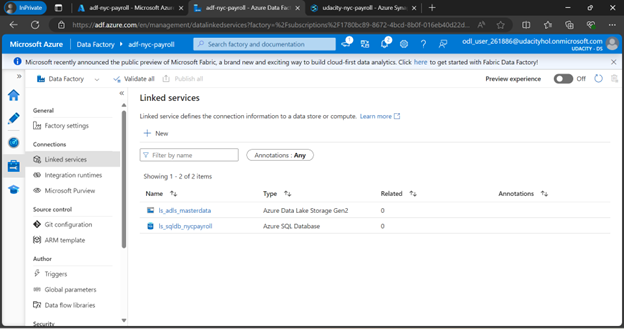 InPrivate
adf-nyc-payroll - Microsoft Azu
adf-nyc-payroll - Azure Data Fac
udacity-nyc-payroll - Azure Syna
https://adf.azure.com/en/management/datalinkedservices?factory=%2Fsubscriptions%2F1780bc89-8672-4bcd-8b0f-016eb40d22d...
Microsoft Azure
Data Factory
adf-nyc-payroll
Search factory and documentation
1
2
odl_user_261886@udacityhol.onmicrosoft.com
UDACITY - DS
Microsoft recently announced the public preview of Microsoft Fabric, a brand new and exciting way to build cloud-first data analytics. Click here to get started with Fabric Data Factory!
Data Factory
Validate all
Publish all
Preview experience
Off
General
Factory settings
Connections
Linked services
Integration runtimes
Microsoft Purview
Source control
Git configuration
ARM template
Author
Triggers
Global parameters
Data flow libraries
Security
Linked services
Linked service defines the connection information to a data store or compute. Learn more
New
Filter by name
Annotations : Any
Showing 1 - 2 of 2 items
Name Type Related Annotations
ls_adls_masterdata Azure Data Lake Storage Gen2 0
ls_sqldb_nycpayroll Azure SQL Database 0